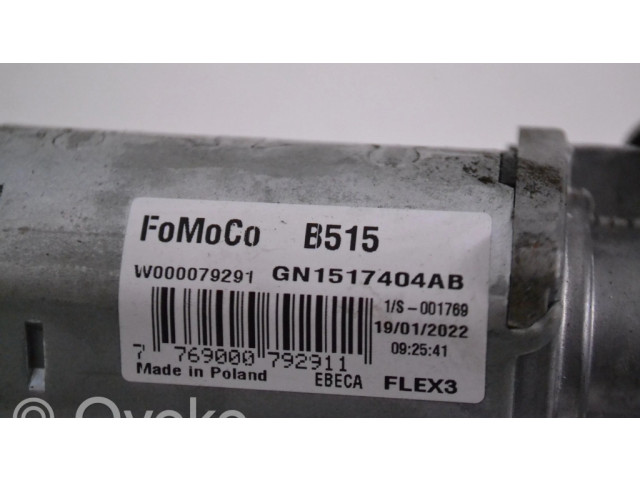 FoMoCo B515
W000079291 GN1517404AB
1/S-001769
19/01/2022
09:25:41
7 769000 792911
Made in Poland EBECA FLEX3
© Ovoko